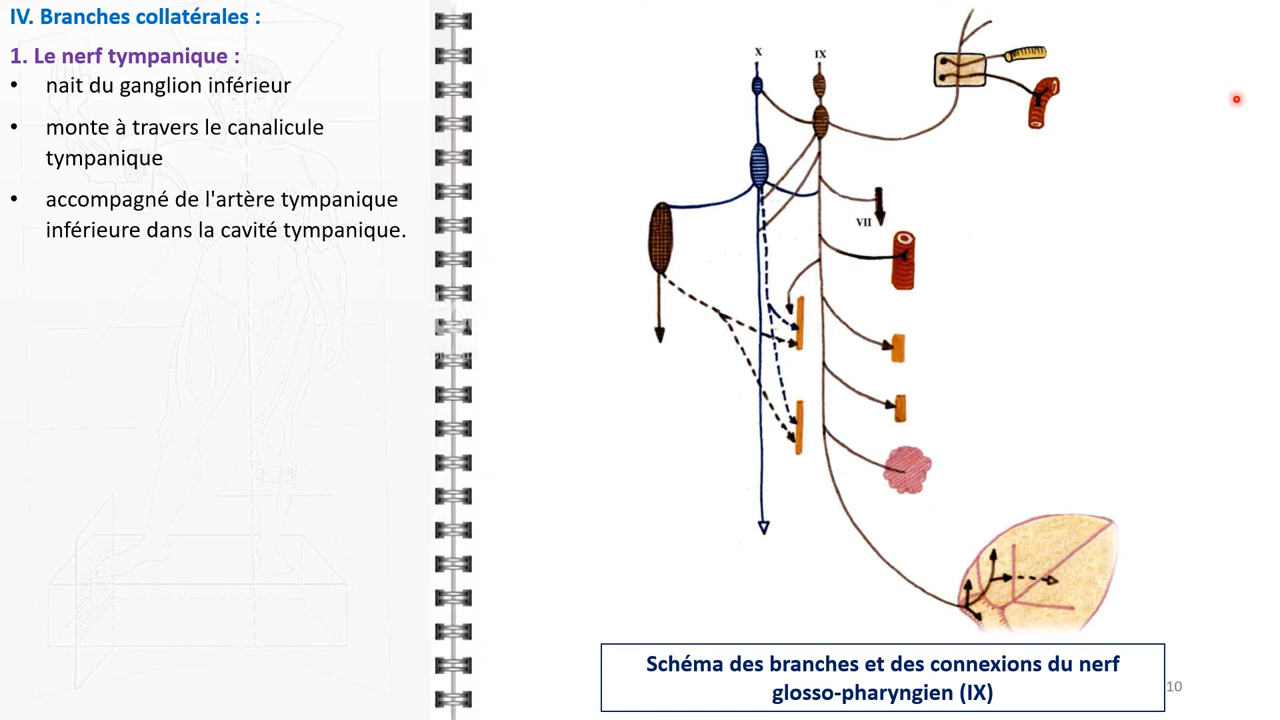 IV. Branches collatérales :
1. Le nerf tympanique :
• nait du ganglion inférieur
• monte à travers le canalicule
tympanique
• accompagné de l'artère tympanique
inférieure dans la cavité tympanique.
X
IX
VII
Schéma des branches et des connexions du nerf
glosso-pharyngien (IX)
10